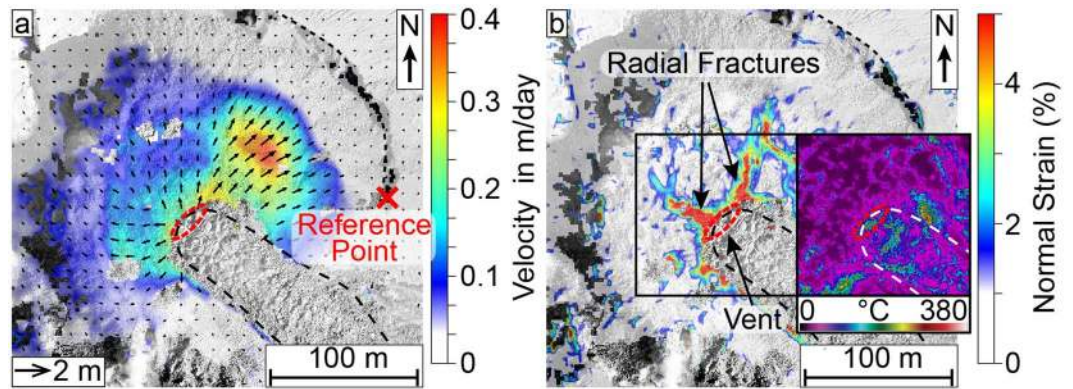 a
N
0.4
0.3
0.2
0.1
0
Velocity in m/day
Reference
Point
2 m
100 m
b
N
Radial Fractures
Vent
0 °C 380
100 m
4
2
0
Normal Strain (%)